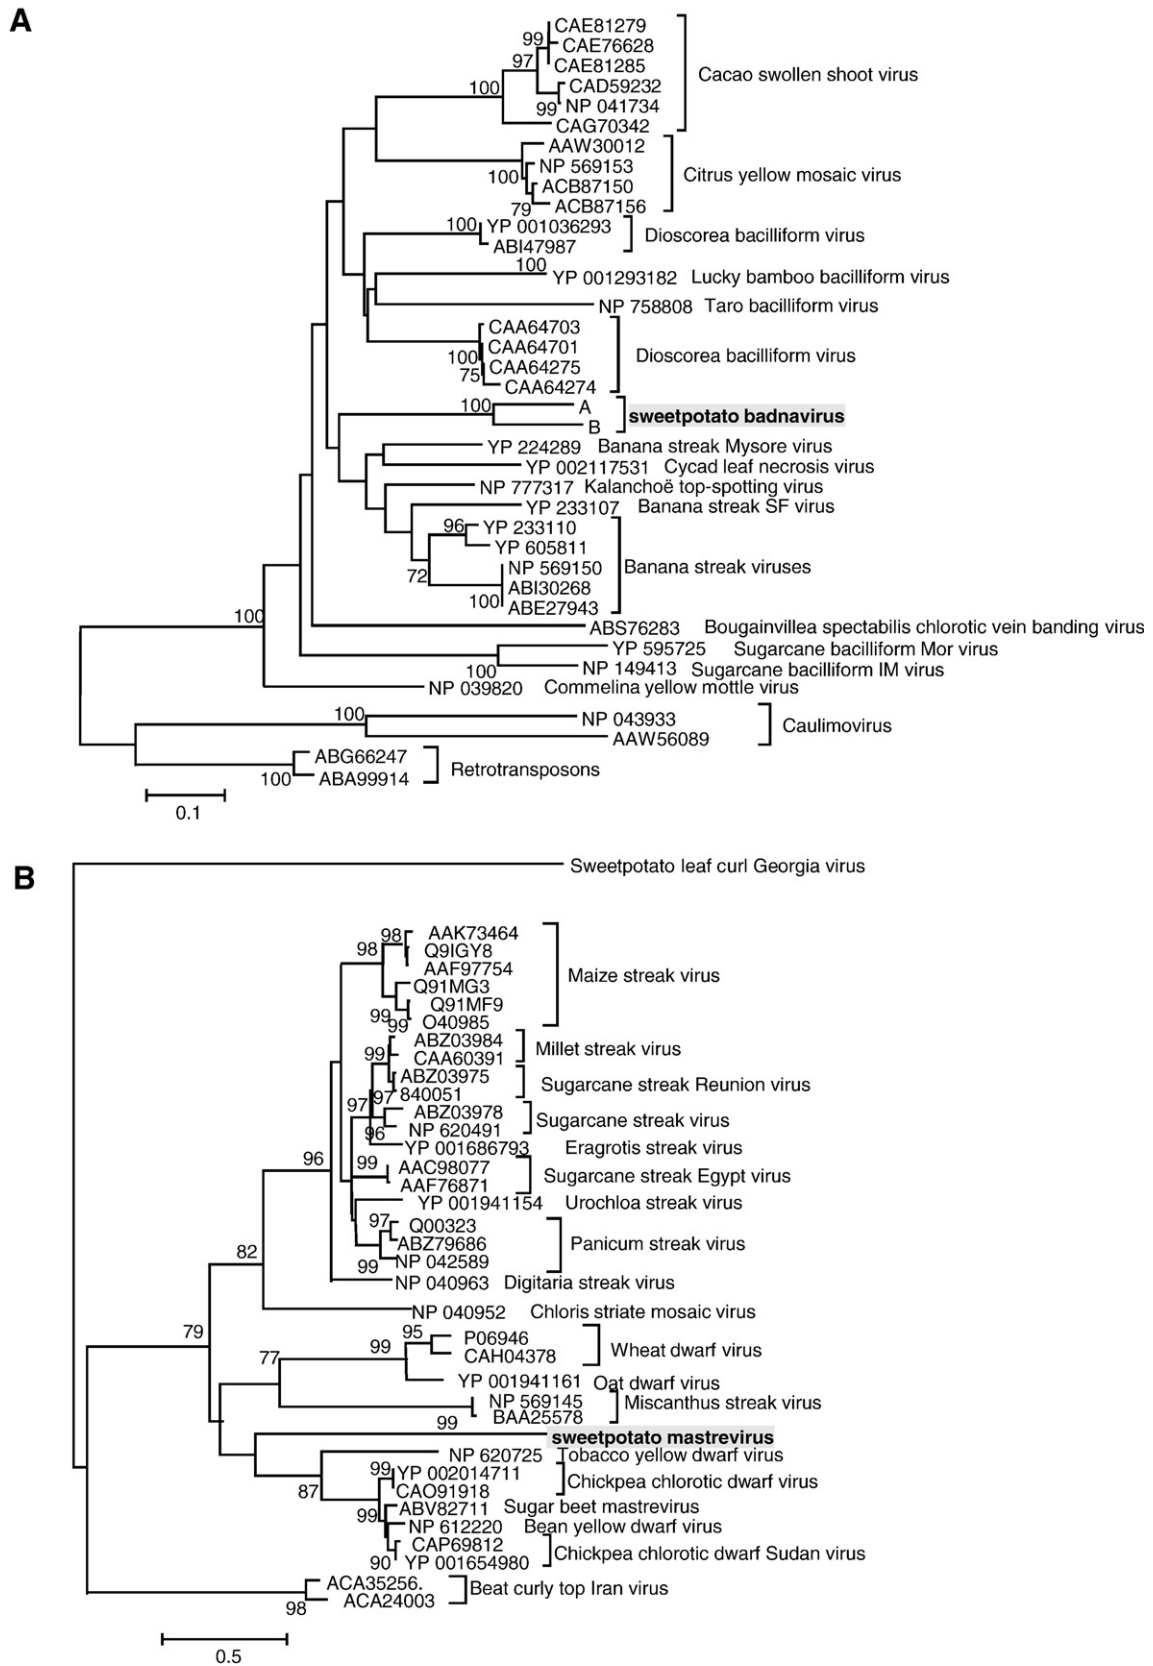 A
CAE81279
99
CAE76628
97
CAE81285
Cacao swollen shoot virus
100
CAD59232
99 NP 041734
CAG70342
AAW30012
NP 569153
100
Citrus yellow mosaic virus
ACB87150
79 ACB87156
100 YP 001036293
Dioscorea bacilliform virus
ABI47987
100
YP 001293182 Lucky bamboo bacilliform virus
NP 758808 Taro bacilliform virus
CAA64703
CAA64701
100
Dioscorea bacilliform virus
CAA64275
75
CAA64274
100 A
sweetpotato badnavirus
B
YP 224289 Banana streak Mysore virus
YP 002117531 Cycad leaf necrosis virus
NP 777317 Kalanchoë top-spotting virus
YP 233107 Banana streak SF virus
96 YP 233110
YP 605811
NP 569150 Banana streak viruses
72
ABI30268
100 ABE27943
100
ABS76283 Bougainvillea spectabilis chlorotic vein banding virus
YP 595725 Sugarcane bacilliform Mor virus
100 NP 149413 Sugarcane bacilliform IM virus
NP 039820 Commelina yellow mottle virus
100 NP 043933
Caulimovirus
AAW56089
ABG66247
Retrotransposons
100 ABA99914
0.1
B
Sweetpotato leaf curl Georgia virus
98 AAK73464
98 Q9IGY8
AAF97754
Maize streak virus
Q91MG3
Q91MF9
99
99 O40985
ABZ03984
Millet streak virus
99 CAA60391
ABZ03975
Sugarcane streak Reunion virus
97 840051
97
ABZ03978
Sugarcane streak virus
96 NP 620491
YP 001686793 Eragrotis streak virus
96
99 AAC98077
Sugarcane streak Egypt virus
AAF76871
YP 001941154 Urochloa streak virus
97 Q00323
ABZ79686 Panicum streak virus
99 NP 042589
82
NP 040963 Digitaria streak virus
NP 040952 Chloris striate mosaic virus
79
95 P06946
99
Wheat dwarf virus
CAH04378
77
YP 001941161 Oat dwarf virus
NP 569145
Miscanthus streak virus
BAA25578
99
sweetpotato mastrevirus
NP 620725 Tobacco yellow dwarf virus
99 YP 002014711
Chickpea chlorotic dwarf virus
87 CAO91918
ABV82711 Sugar beet mastrevirus
99
NP 612220 Bean yellow dwarf virus
CAP69812
Chickpea chlorotic dwarf Sudan virus
90 YP 001654980
ACA35256.
Beat curly top Iran virus
98 ACA24003
0.5